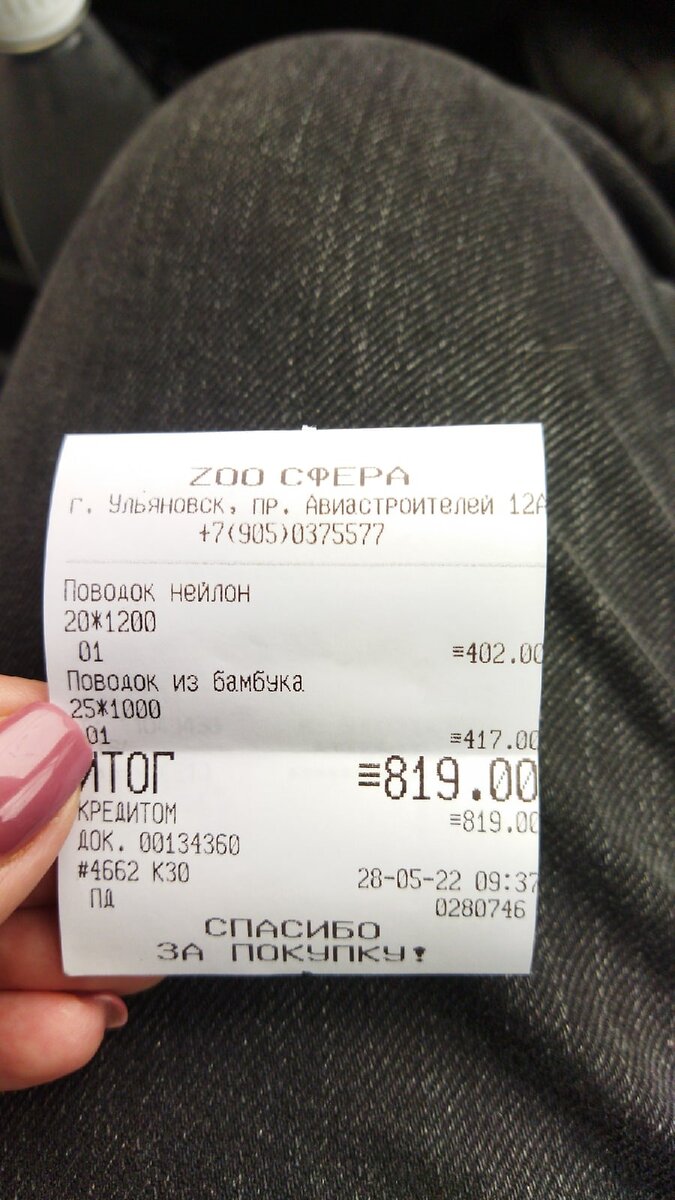 ZOO СФЕРА
г. Ульяновск, пр. Авиастроителей 12А
+7(905)0375577
Поводок нейлон
20*1200
01 ≡402.00
Поводок из бамбука
25*1000
01 ≡417.00
ИТОГ ≡819.00
КРЕДИТОМ ≡819.00
ДОК. 00134360
#4662 К30 28-05-22 09:37
ПД 0280746
СПАСИБО
ЗА ПОКУПКУ!